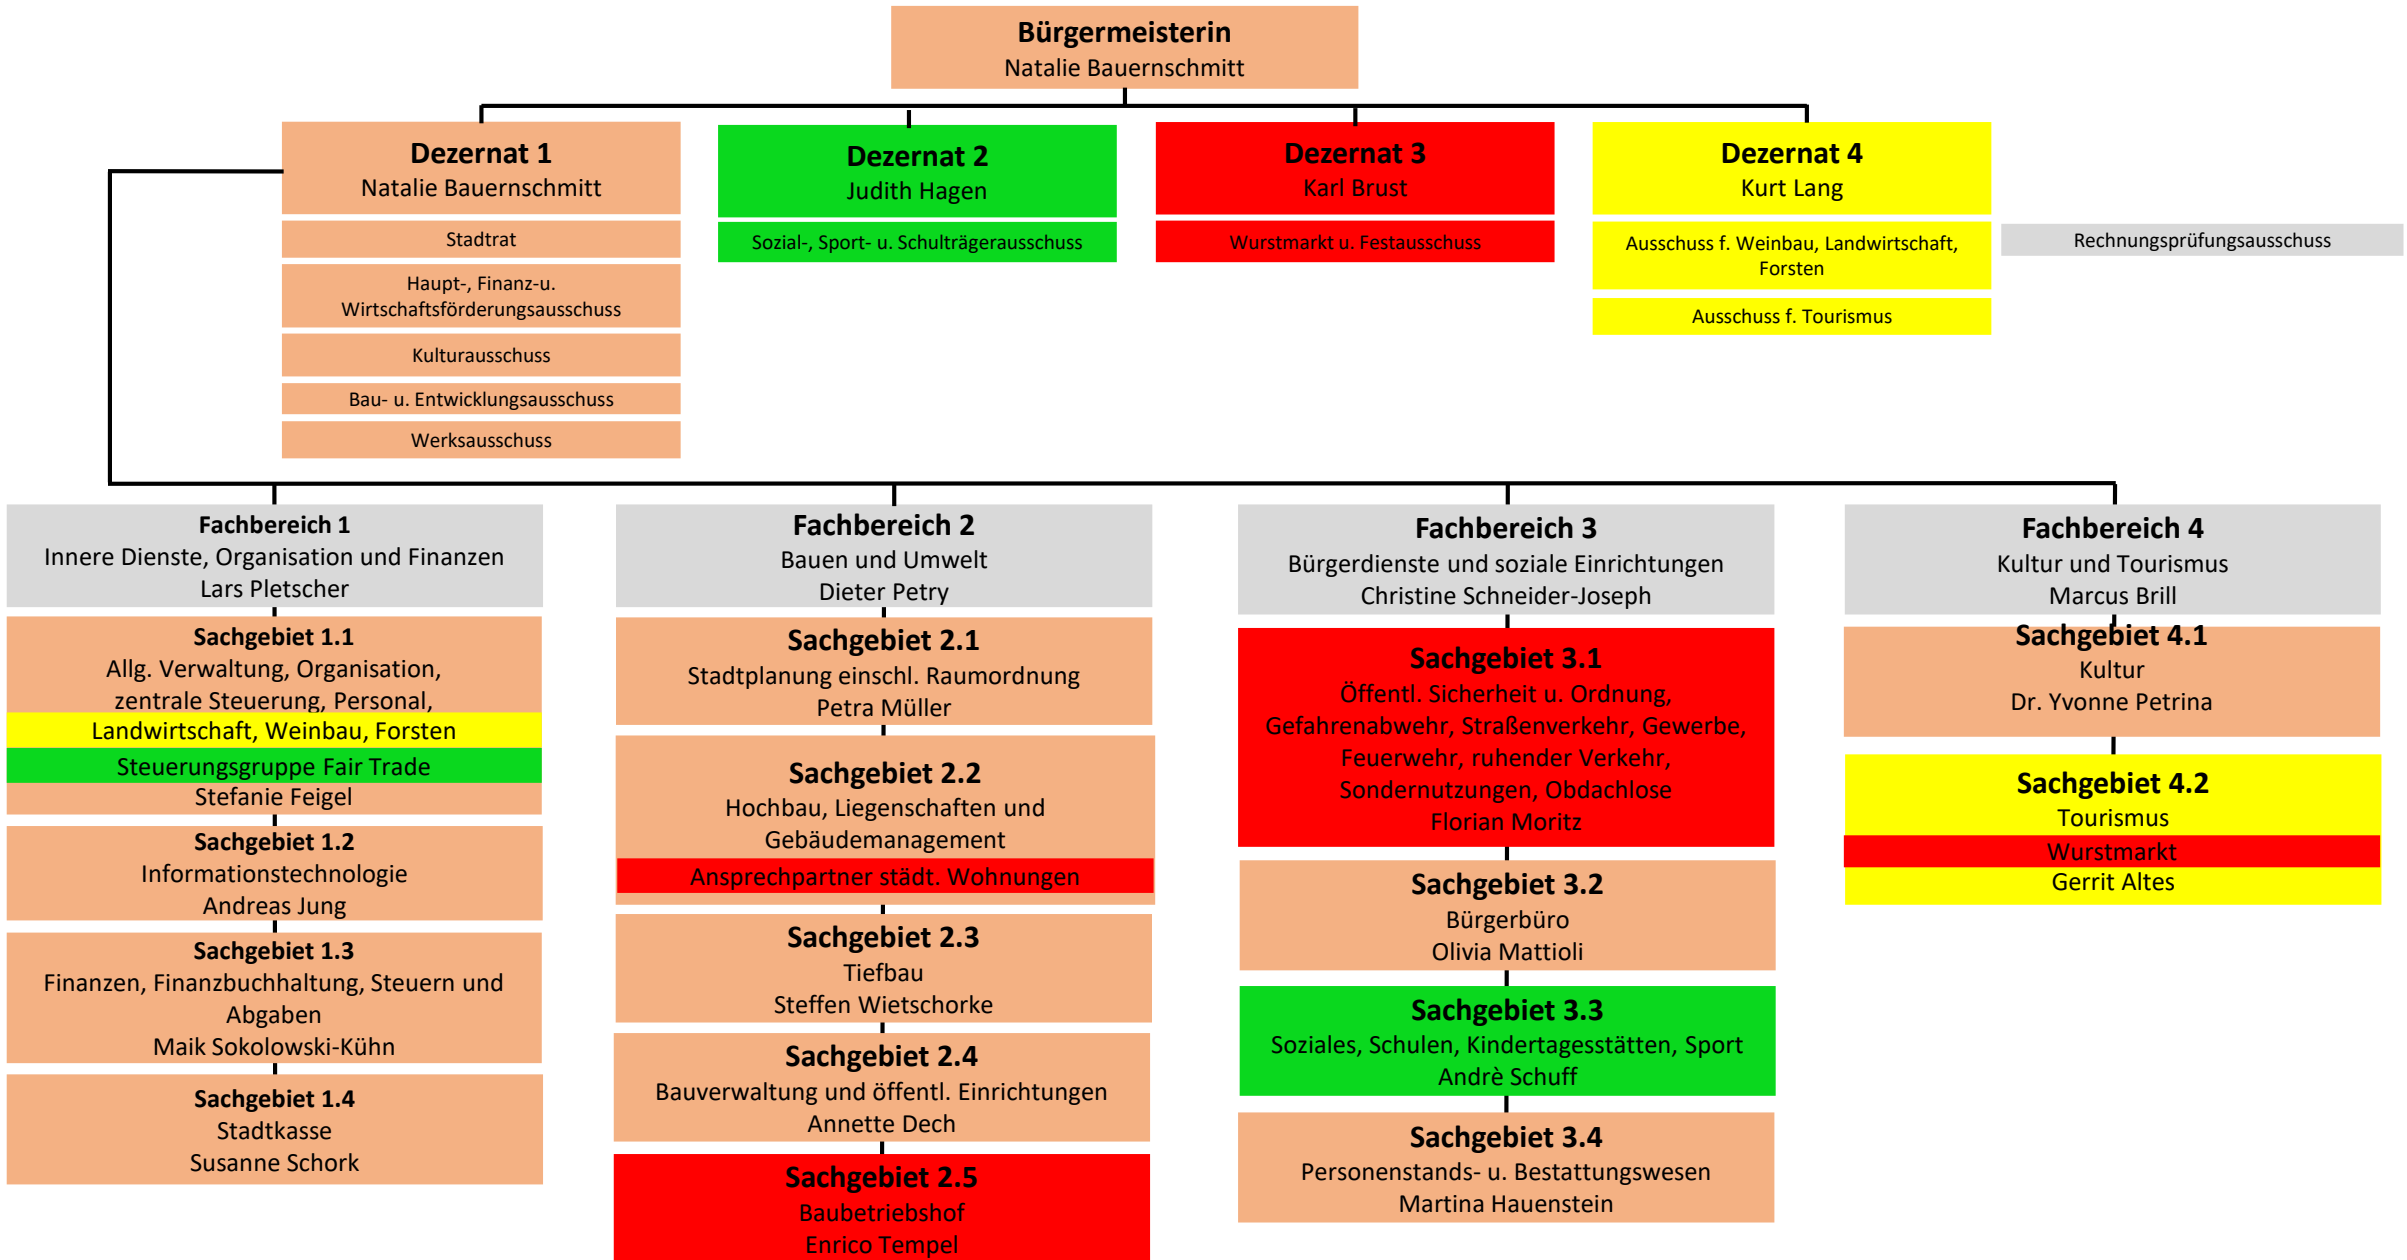 Bürgermeisterin
Natalie Bauernschmitt
Dezernat 1
Natalie Bauernschmitt
Stadtrat
Haupt-, Finanz-u.
Wirtschaftsförderungsausschuss
Kulturausschuss
Bau- u. Entwicklungsausschuss
Werksausschuss
Dezernat 2
Judith Hagen
Sozial-, Sport- u. Schulträgerausschuss
Dezernat 3
Karl Brust
Wurstmarkt u. Festausschuss
Dezernat 4
Kurt Lang
Ausschuss f. Weinbau, Landwirtschaft,
Forsten
Ausschuss f. Tourismus
Rechnungsprüfungsausschuss
Fachbereich 1
Innere Dienste, Organisation und Finanzen
Lars Pletscher
Sachgebiet 1.1
Allg. Verwaltung, Organisation,
zentrale Steuerung, Personal,
Landwirtschaft, Weinbau, Forsten
Steuerungsgruppe Fair Trade
Stefanie Feigel
Sachgebiet 1.2
Informationstechnologie
Andreas Jung
Sachgebiet 1.3
Finanzen, Finanzbuchhaltung, Steuern und
Abgaben
Maik Sokolowski-Kühn
Sachgebiet 1.4
Stadtkasse
Susanne Schork
Fachbereich 2
Bauen und Umwelt
Dieter Petry
Sachgebiet 2.1
Stadtplanung einschl. Raumordnung
Petra Müller
Sachgebiet 2.2
Hochbau, Liegenschaften und
Gebäudemanagement
Ansprechpartner städt. Wohnungen
Sachgebiet 2.3
Tiefbau
Steffen Wietschorke
Sachgebiet 2.4
Bauverwaltung und öffentl. Einrichtungen
Annette Dech
Sachgebiet 2.5
Baubetriebshof
Enrico Tempel
Fachbereich 3
Bürgerdienste und soziale Einrichtungen
Christine Schneider-Joseph
Sachgebiet 3.1
Öffentl. Sicherheit u. Ordnung,
Gefahrenabwehr, Straßenverkehr, Gewerbe,
Feuerwehr, ruhender Verkehr,
Sondernutzungen, Obdachlose
Florian Moritz
Sachgebiet 3.2
Bürgerbüro
Olivia Mattioli
Sachgebiet 3.3
Soziales, Schulen, Kindertagesstätten, Sport
Andrè Schuff
Sachgebiet 3.4
Personenstands- u. Bestattungswesen
Martina Hauenstein
Fachbereich 4
Kultur und Tourismus
Marcus Brill
Sachgebiet 4.1
Kultur
Dr. Yvonne Petrina
Sachgebiet 4.2
Tourismus
Wurstmarkt
Gerrit Altes